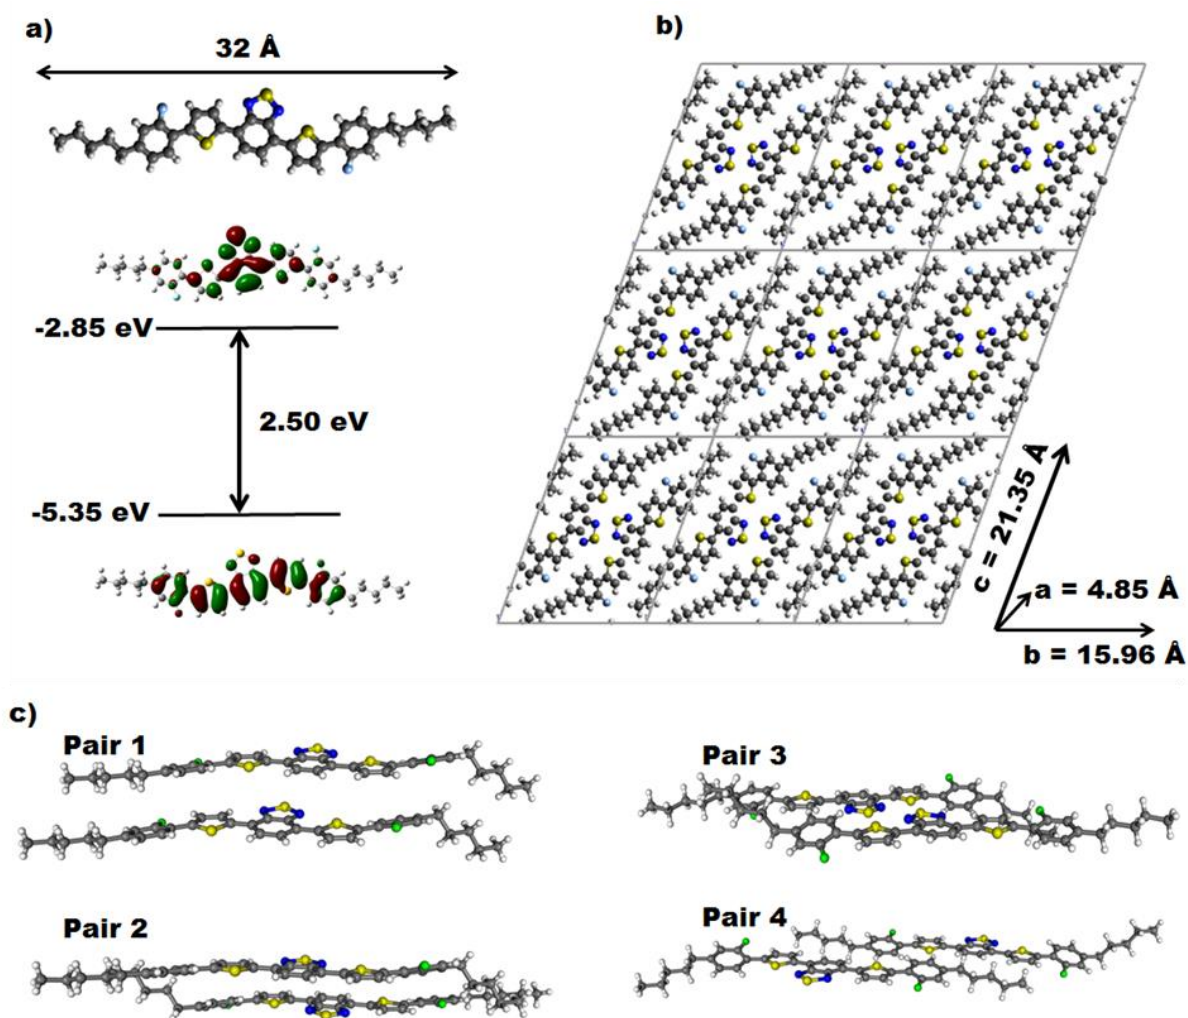 a)
32 Å
-2.85 eV
2.50 eV
-5.35 eV
b)
c = 21.35 Å
a = 4.85 Å
b = 15.96 Å
c)
Pair 1
Pair 2
Pair 3
Pair 4